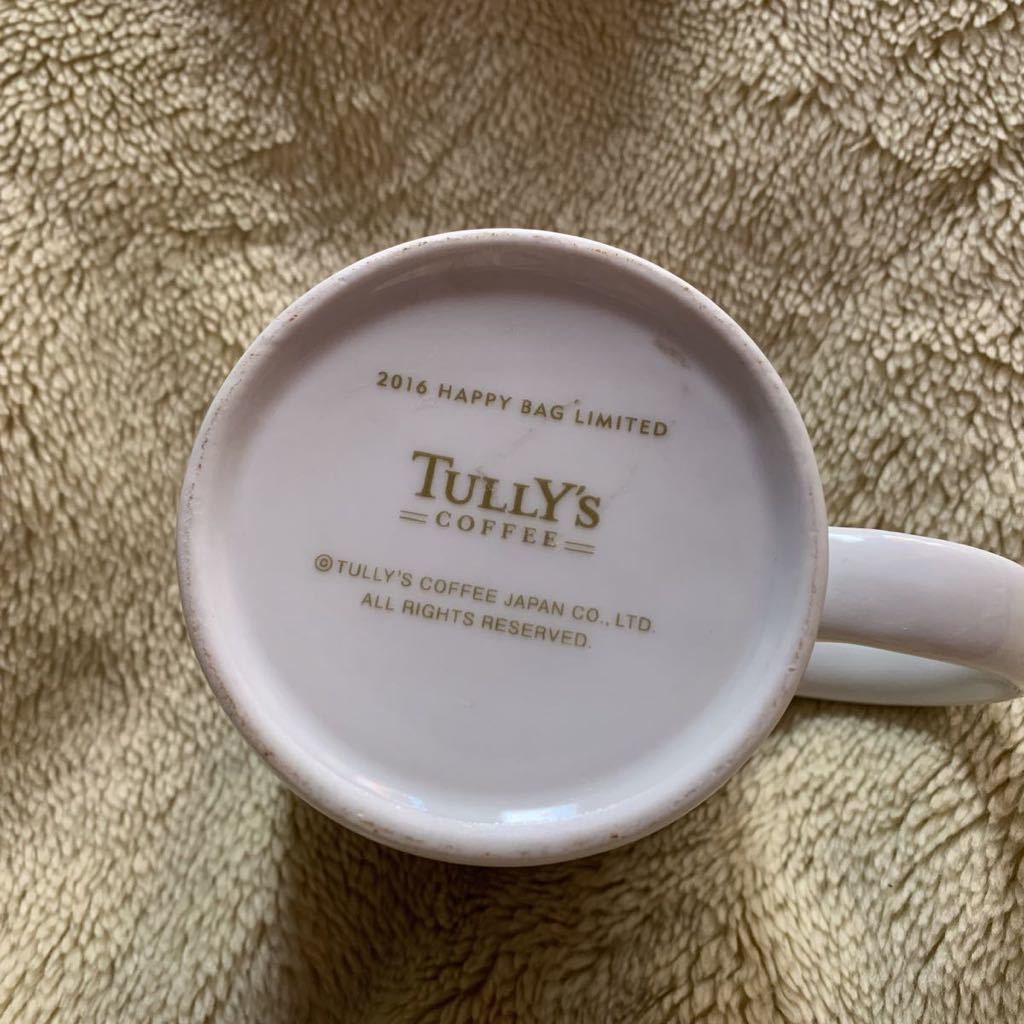 2016 HAPPY BAG LIMITED
TULLY'S
COFFEE
©TULLY'S COFFEE JAPAN CO., LTD.
ALL RIGHTS RESERVED.